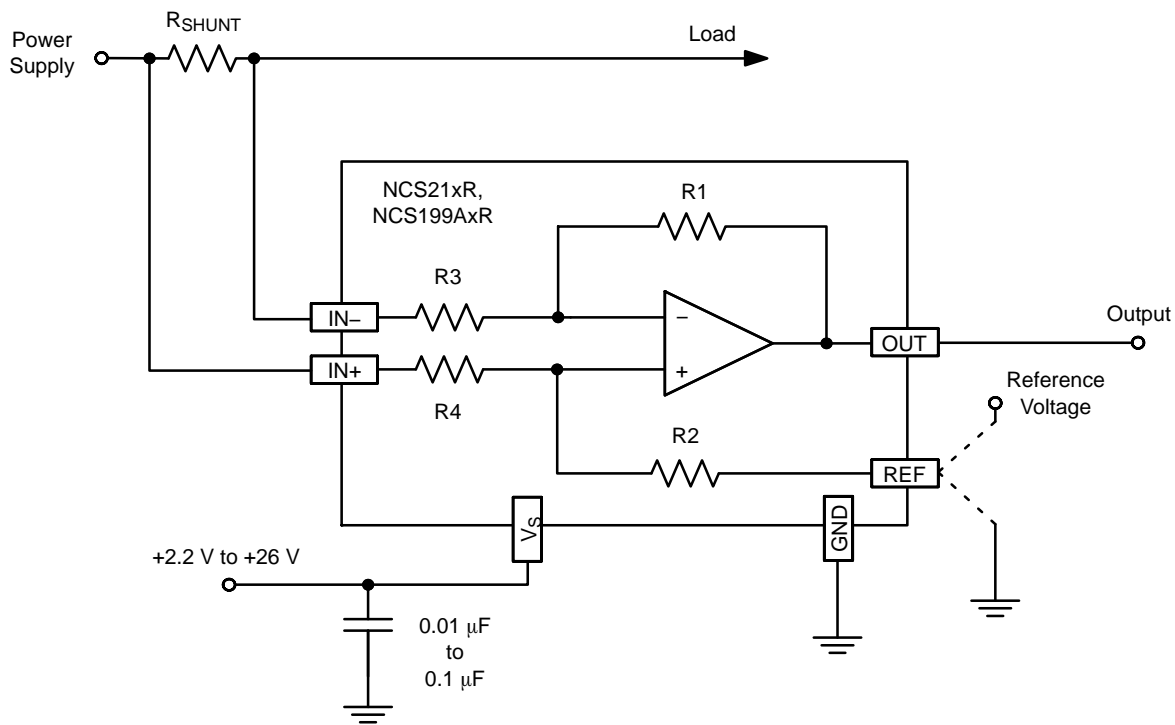 R_SHUNT
Power
Supply
Load
NCS21xR,
NCS199AxR
R1
R3
IN−
−
OUT
Output
IN+
+
R4
Reference
Voltage
R2
REF
VS
GND
+2.2 V to +26 V
0.01 μF
to
0.1 μF